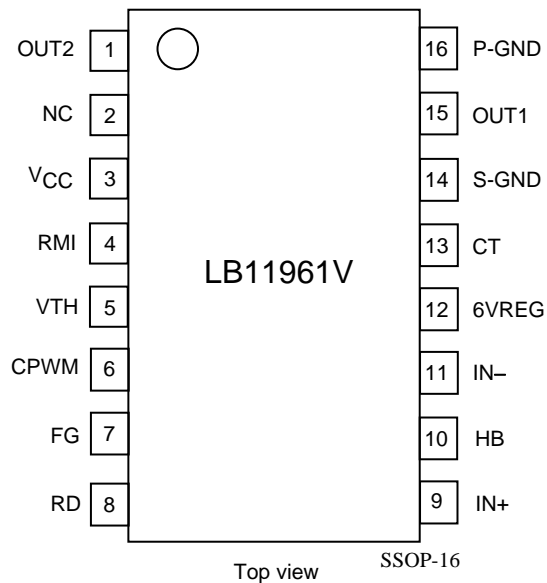 OUT2 1 16 P-GND
NC 2 15 OUT1
VCC 3 14 S-GND
RMI 4 13 CT
LB11961V
VTH 5 12 6VREG
CPWM 6 11 IN–
FG 7 10 HB
RD 8 9 IN+
Top view SSOP-16